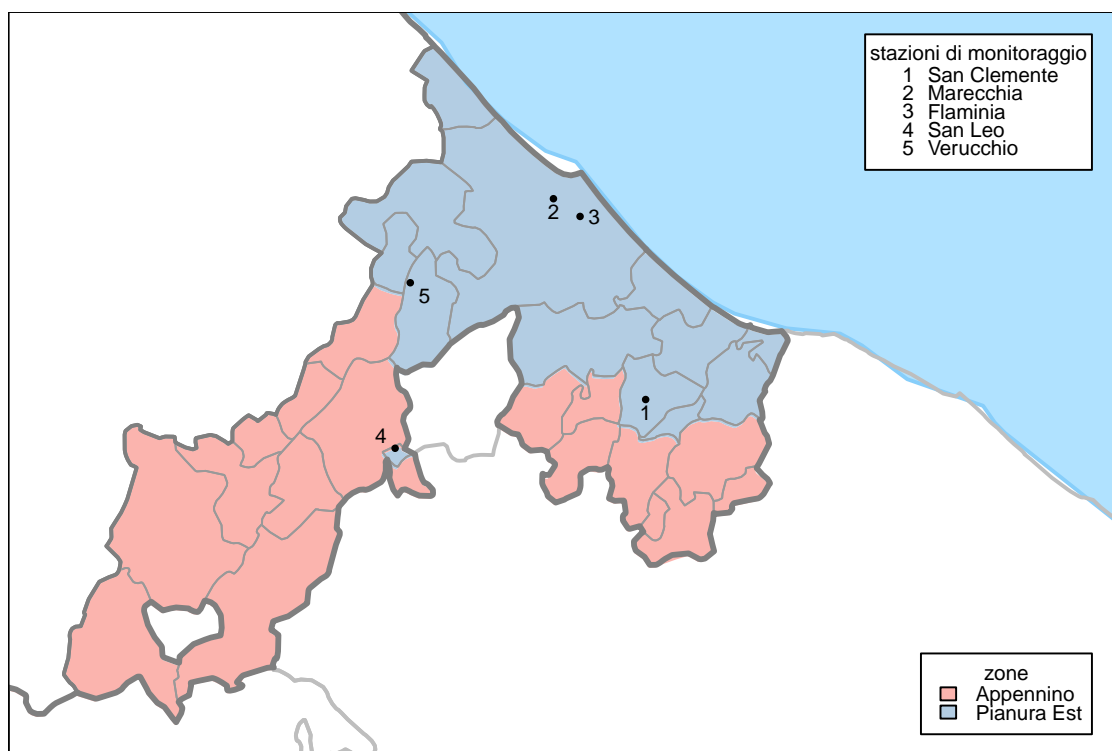 stazioni di monitoraggio
1 San Clemente
2 Marecchia
3 Flaminia
4 San Leo
5 Verucchio
2
3
5
1
4
zone
Appennino
Pianura Est